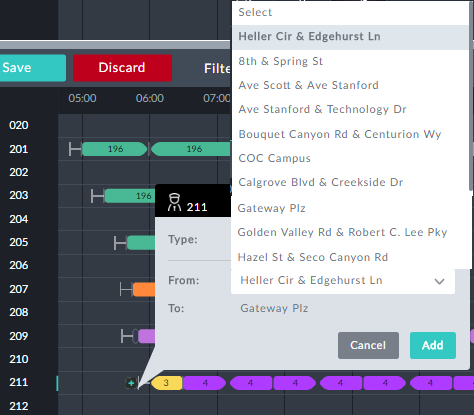 Select
Heller Cir & Edgehurst Ln
8th & Spring St
Ave Scott & Ave Stanford
Ave Stanford & Technology Dr
Bouquet Canyon Rd & Centurion Wy
COC Campus
Calgrove Blvd & Creekside Dr
Gateway Plz
Golden Valley Rd & Robert C. Lee Pky
Hazel St & Seco Canyon Rd
Save Discard Filte
05:00 06:00 07:00
020
201 196 196
202
203 196
204
205
206
207
208
209
210
211 3 4 4 4 4 4 4
212
211
Type:
From: Heller Cir & Edgehurst Ln
To: Gateway Plz
Cancel Add